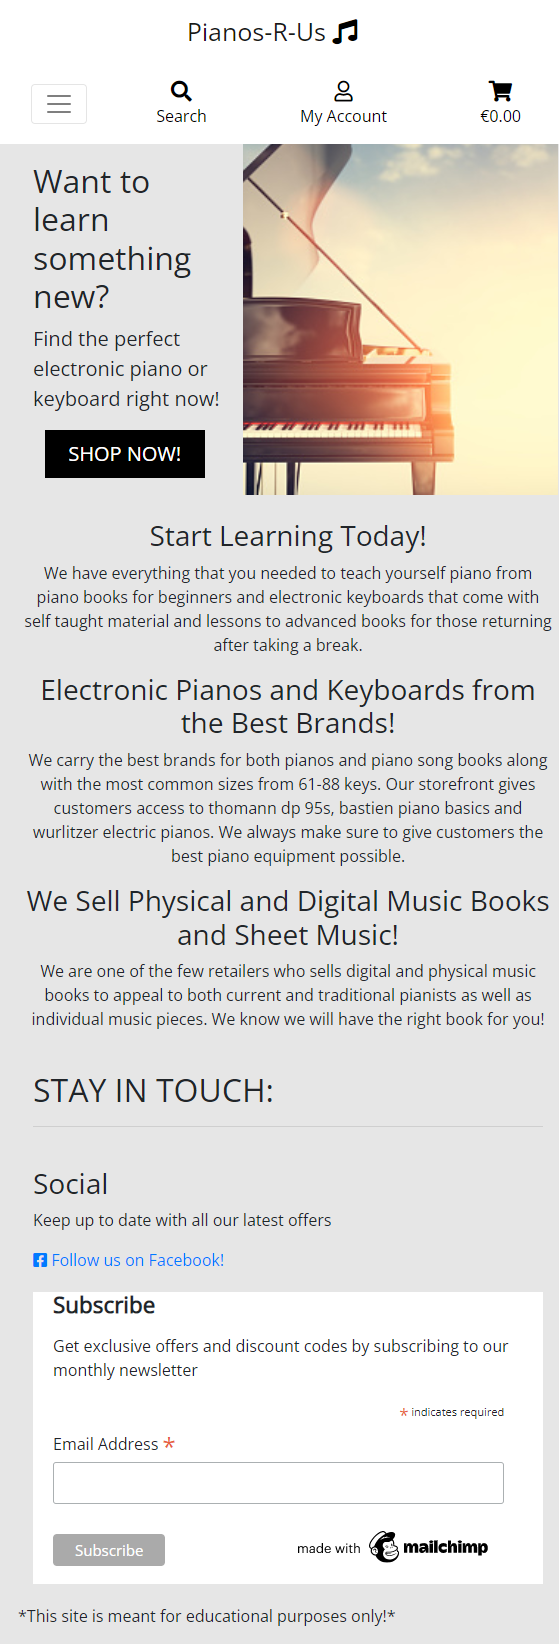 Pianos-R-Us
Search
My Account
€0.00
Want to
learn
something
new?
Find the perfect
electronic piano or
keyboard right now!
SHOP NOW!
Start Learning Today!
We have everything that you needed to teach yourself piano from
piano books for beginners and electronic keyboards that come with
self taught material and lessons to advanced books for those returning
after taking a break.
Electronic Pianos and Keyboards from
the Best Brands!
We carry the best brands for both pianos and piano song books along
with the most common sizes from 61-88 keys. Our storefront gives
customers access to thomann dp 95s, bastien piano basics and
wurlitzer electric pianos. We always make sure to give customers the
best piano equipment possible.
We Sell Physical and Digital Music Books
and Sheet Music!
We are one of the few retailers who sells digital and physical music
books to appeal to both current and traditional pianists as well as
individual music pieces. We know we will have the right book for you!
STAY IN TOUCH:
Social
Keep up to date with all our latest offers
Follow us on Facebook!
Subscribe
Get exclusive offers and discount codes by subscribing to our
monthly newsletter
* indicates required
Email Address *
Subscribe
made with mailchimp
*This site is meant for educational purposes only!*